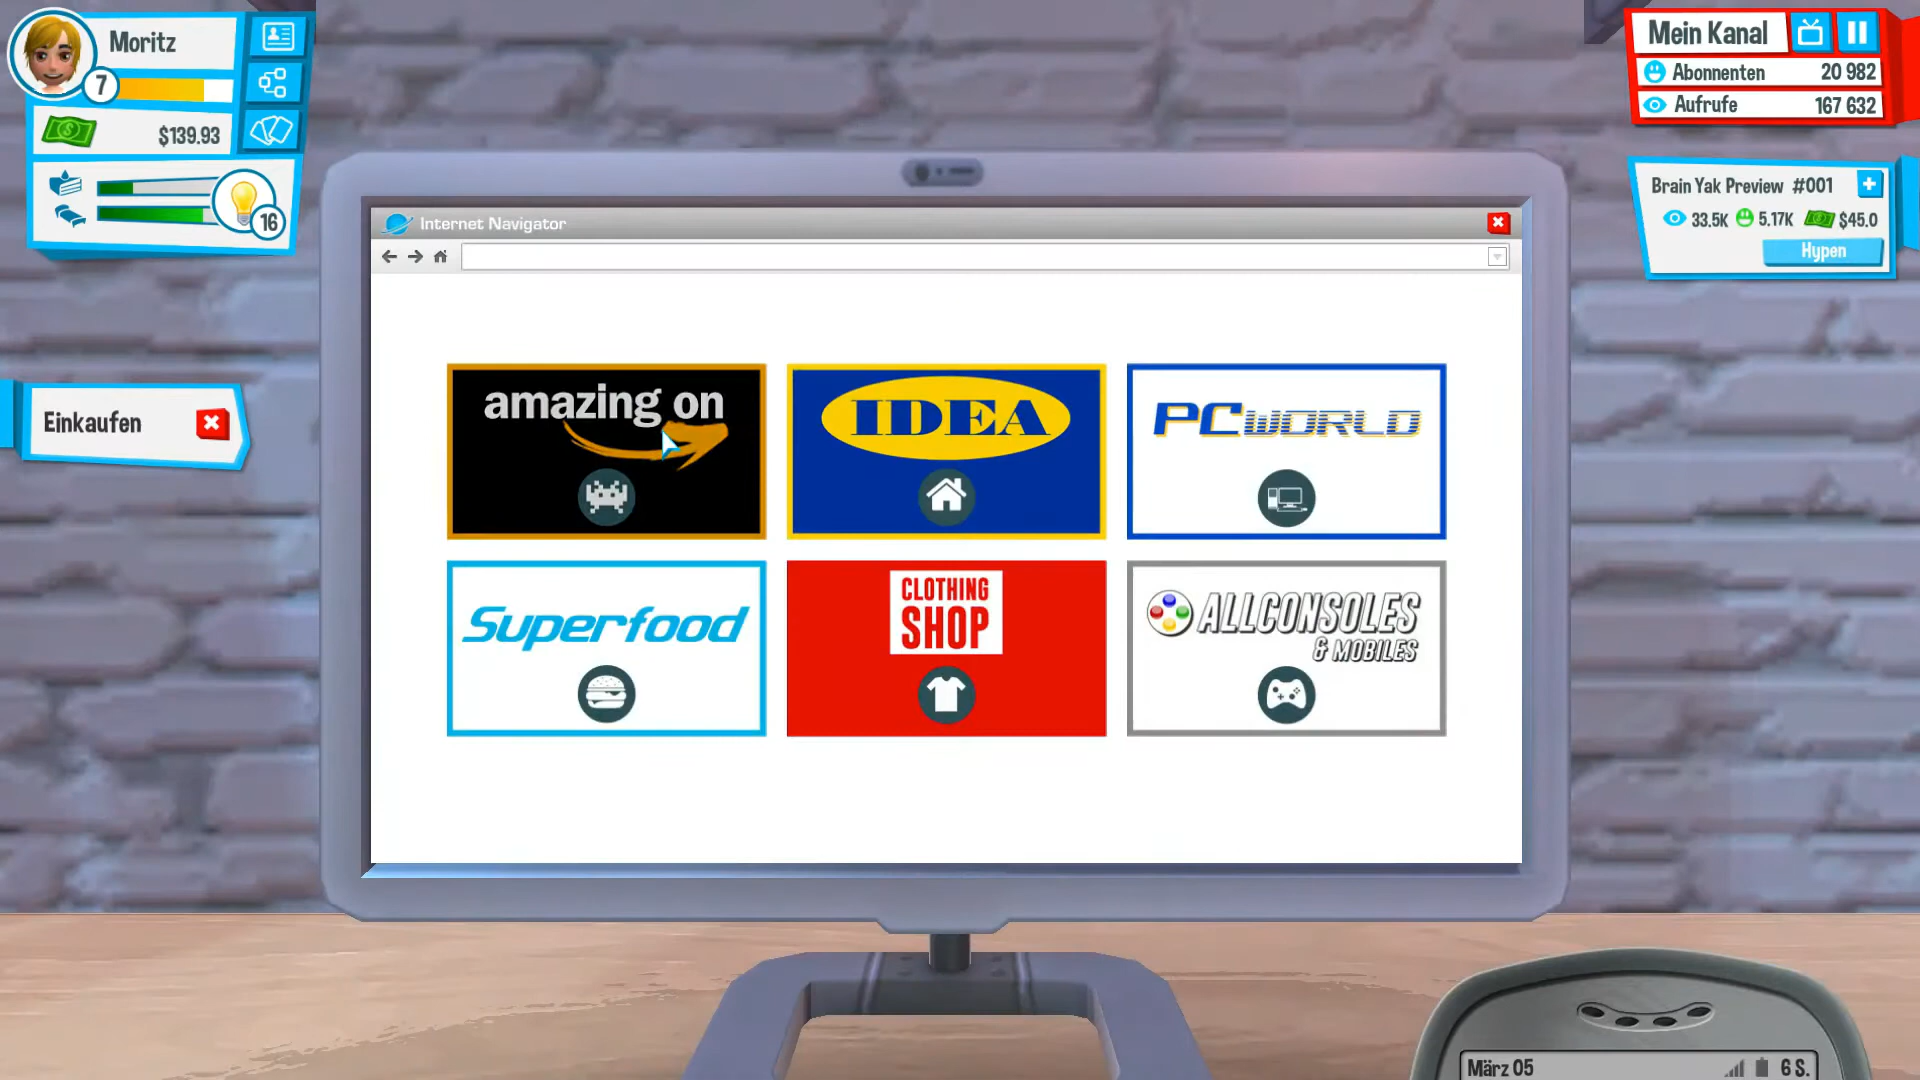 Moritz
7
$139.93
16
Einkaufen
Internet Navigator
amazing on
IDEA
PC WORLD
Superfood
CLOTHING
SHOP
ALLCONSOLES
& MOBILES
Mein Kanal
Abonnenten 20 982
Aufrufe 167 632
Brain Yak Preview #001
33.5K 5.17K $45.0
Hypen
März 05 6 S.